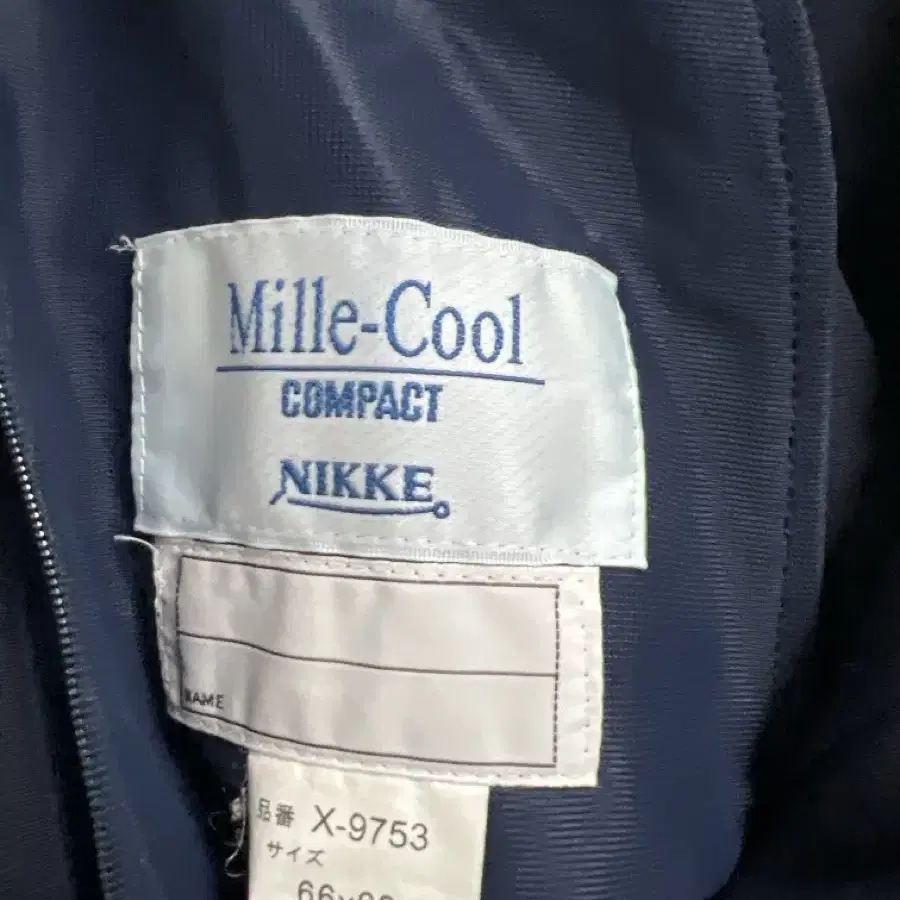 Mille-Cool
COMPACT
NIKKE
NAME
品番 X-9753
サイズ